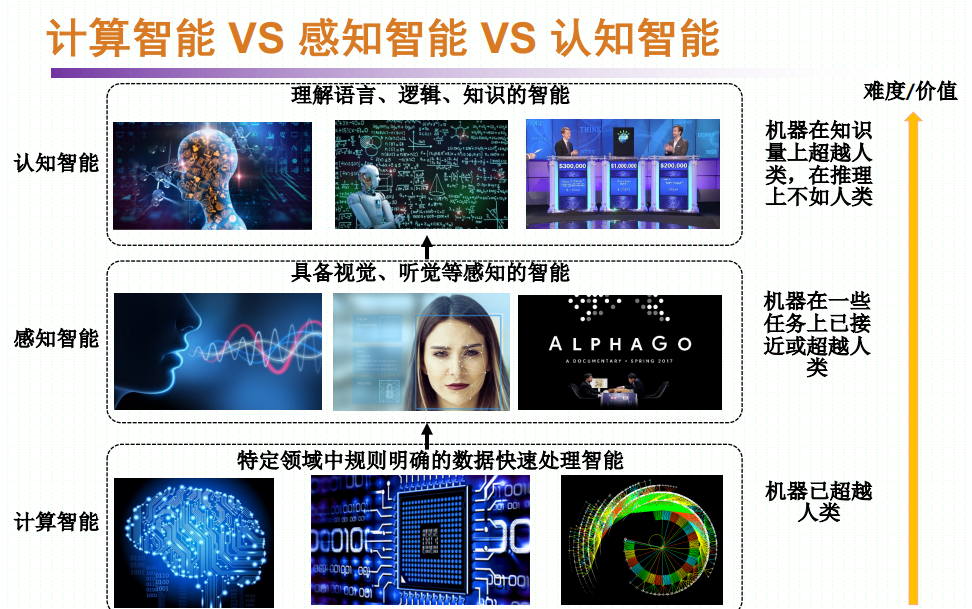 计算智能 VS 感知智能 VS 认知智能
难度/价值
理解语言、逻辑、知识的智能
认知智能
THINK
$300,000
$1,000,000
$200,000
机器在知识
量上超越人
类，在推理
上不如人类
具备视觉、听觉等感知的智能
感知智能
ALPHAGO
A DOCUMENTARY • SPRING 2017
机器在一些
任务上已接
近或超越人
类
特定领域中规则明确的数据快速处理智能
计算智能
机器已超越
人类